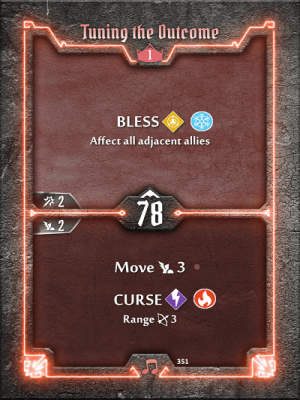 Tuning the Outcome
1
BLESS
Affect all adjacent allies
2
78
2
Move 3
CURSE
Range 3
351